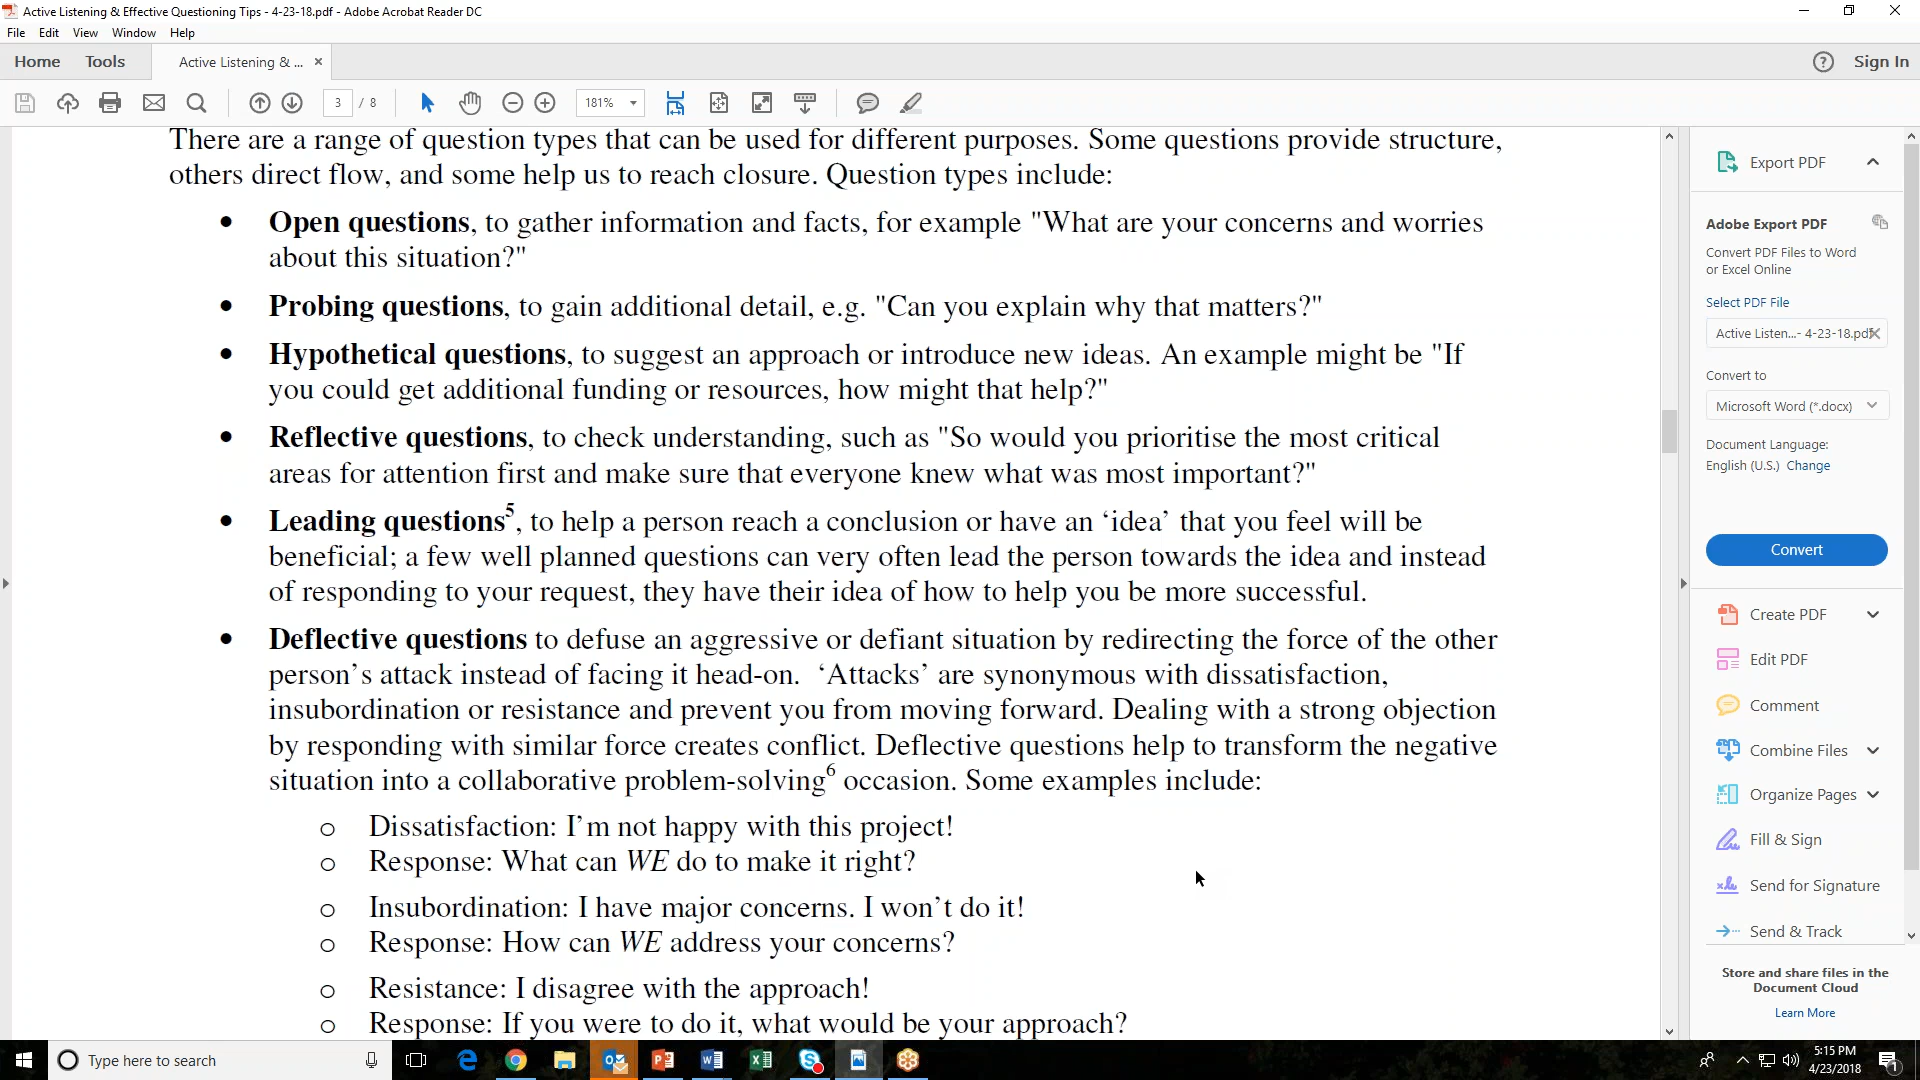 Active Listening & Effective Questioning Tips - 4-23-18.pdf - Adobe Acrobat Reader DC
File Edit View Window Help
Home Tools Active Listening & ... × Sign In
3 / 8 181%
There are a range of question types that can be used for different purposes. Some questions provide structure,
others direct flow, and some help us to reach closure. Question types include:
• Open questions, to gather information and facts, for example "What are your concerns and worries
about this situation?"
• Probing questions, to gain additional detail, e.g. "Can you explain why that matters?"
• Hypothetical questions, to suggest an approach or introduce new ideas. An example might be "If
you could get additional funding or resources, how might that help?"
• Reflective questions, to check understanding, such as "So would you prioritise the most critical
areas for attention first and make sure that everyone knew what was most important?"
• Leading questions⁵, to help a person reach a conclusion or have an ‘idea’ that you feel will be
beneficial; a few well planned questions can very often lead the person towards the idea and instead
of responding to your request, they have their idea of how to help you be more successful.
• Deflective questions to defuse an aggressive or defiant situation by redirecting the force of the other
person’s attack instead of facing it head-on. ‘Attacks’ are synonymous with dissatisfaction,
insubordination or resistance and prevent you from moving forward. Dealing with a strong objection
by responding with similar force creates conflict. Deflective questions help to transform the negative
situation into a collaborative problem-solving⁶ occasion. Some examples include:
o Dissatisfaction: I’m not happy with this project!
o Response: What can WE do to make it right?
o Insubordination: I have major concerns. I won’t do it!
o Response: How can WE address your concerns?
o Resistance: I disagree with the approach!
o Response: If you were to do it, what would be your approach?
Export PDF
Adobe Export PDF
Convert PDF Files to Word
or Excel Online
Select PDF File
Active Listen...- 4-23-18.pdf
Convert to
Microsoft Word (*.docx)
Document Language:
English (U.S.) Change
Convert
Create PDF
Edit PDF
Comment
Combine Files
Organize Pages
Fill & Sign
Send for Signature
Send & Track
Store and share files in the
Document Cloud
Learn More
Type here to search
5:15 PM
4/23/2018
1